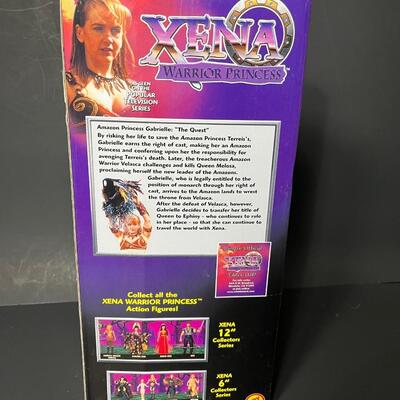 XENA
WARRIOR PRINCESS™
AS SEEN
ON THE
POPULAR
TELEVISION
SERIES
Amazon Princess Gabrielle: "The Quest"
By risking her life to save the Amazon Princess Terreis's,
Gabrielle earns the right of cast, making her an Amazon
Princess and conferring upon her the responsibility for
avenging Terreis's death. Later, the treacherous Amazon
Warrior Velasca challenges and kills Queen Melosa,
proclaiming herself the new leader of the Amazons.
Gabrielle, who is legally entitled to the
position of monarch through her right of
cast, arrives to the Amazon lands to wrest
the throne from Velasca.
After the defeat of Velasca, however,
Gabrielle decides to transfer her title of
Queen to Ephiny - who continues to rule
in her place - so that she can continue to
travel the world with Xena.
XENA
Collect all the
XENA WARRIOR PRINCESS™
Action Figures!
XENA
12"
Collectors
Series
XENA
6"
Collectors
Series